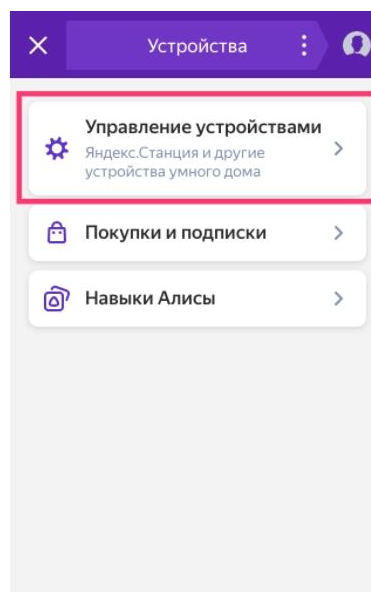 Устройства
Управление устройствами
Яндекс.Станция и другие
устройства умного дома
Покупки и подписки
Навыки Алисы